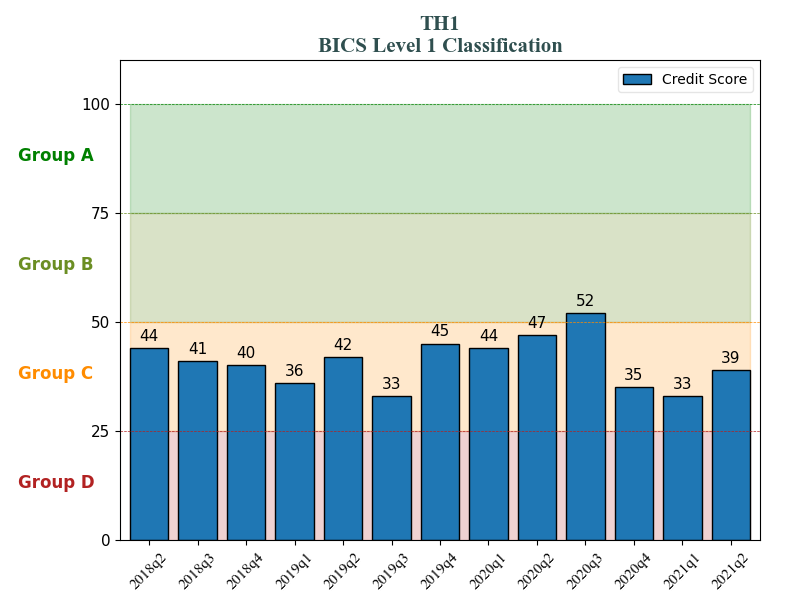 TH1
BICS Level 1 Classification
Credit Score
100
Group A
75
Group B
52
50
44
41
40
36
42
33
45
44
47
35
33
39
Group C
25
Group D
0
2018q2
2018q3
2018q4
2019q1
2019q2
2019q3
2019q4
2020q1
2020q2
2020q3
2020q4
2021q1
2021q2